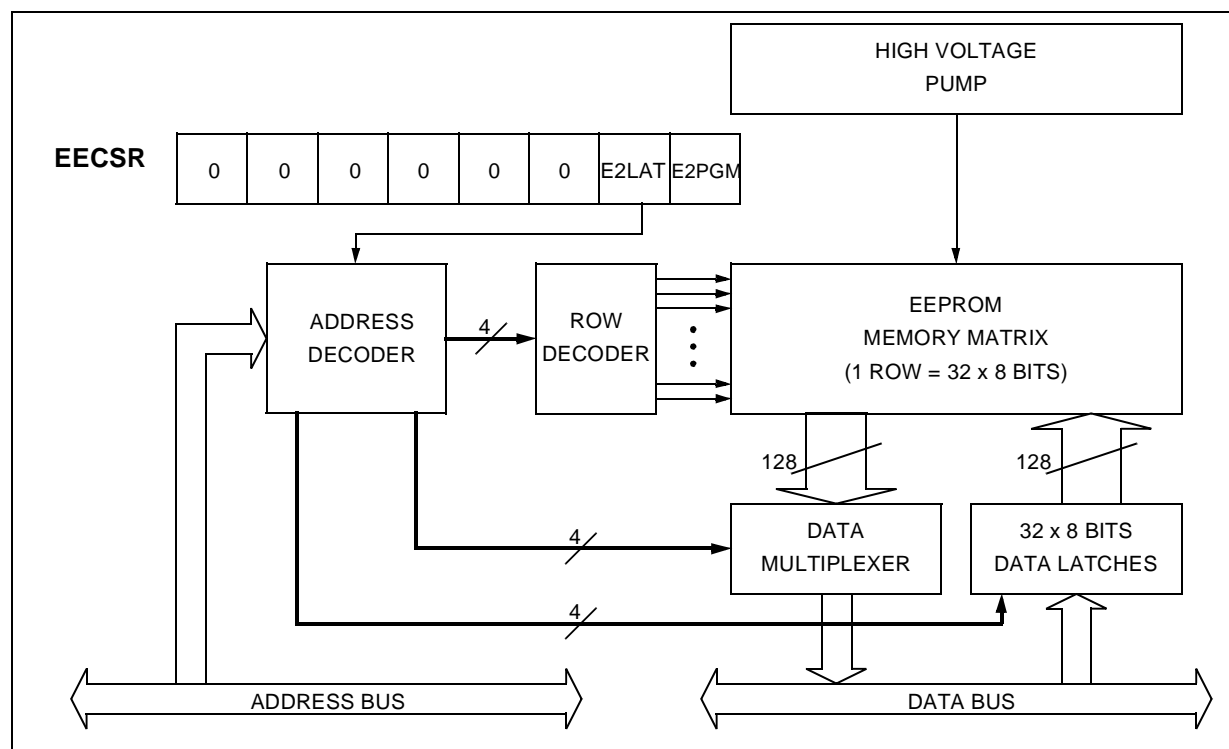 HIGH VOLTAGE
PUMP
EECSR
0 0 0 0 0 0 E2LAT E2PGM
ADDRESS
DECODER
4
ROW
DECODER
EEPROM
MEMORY MATRIX
(1 ROW = 32 x 8 BITS)
128
128
4
DATA
MULTIPLEXER
32 x 8 BITS
DATA LATCHES
4
ADDRESS BUS
DATA BUS